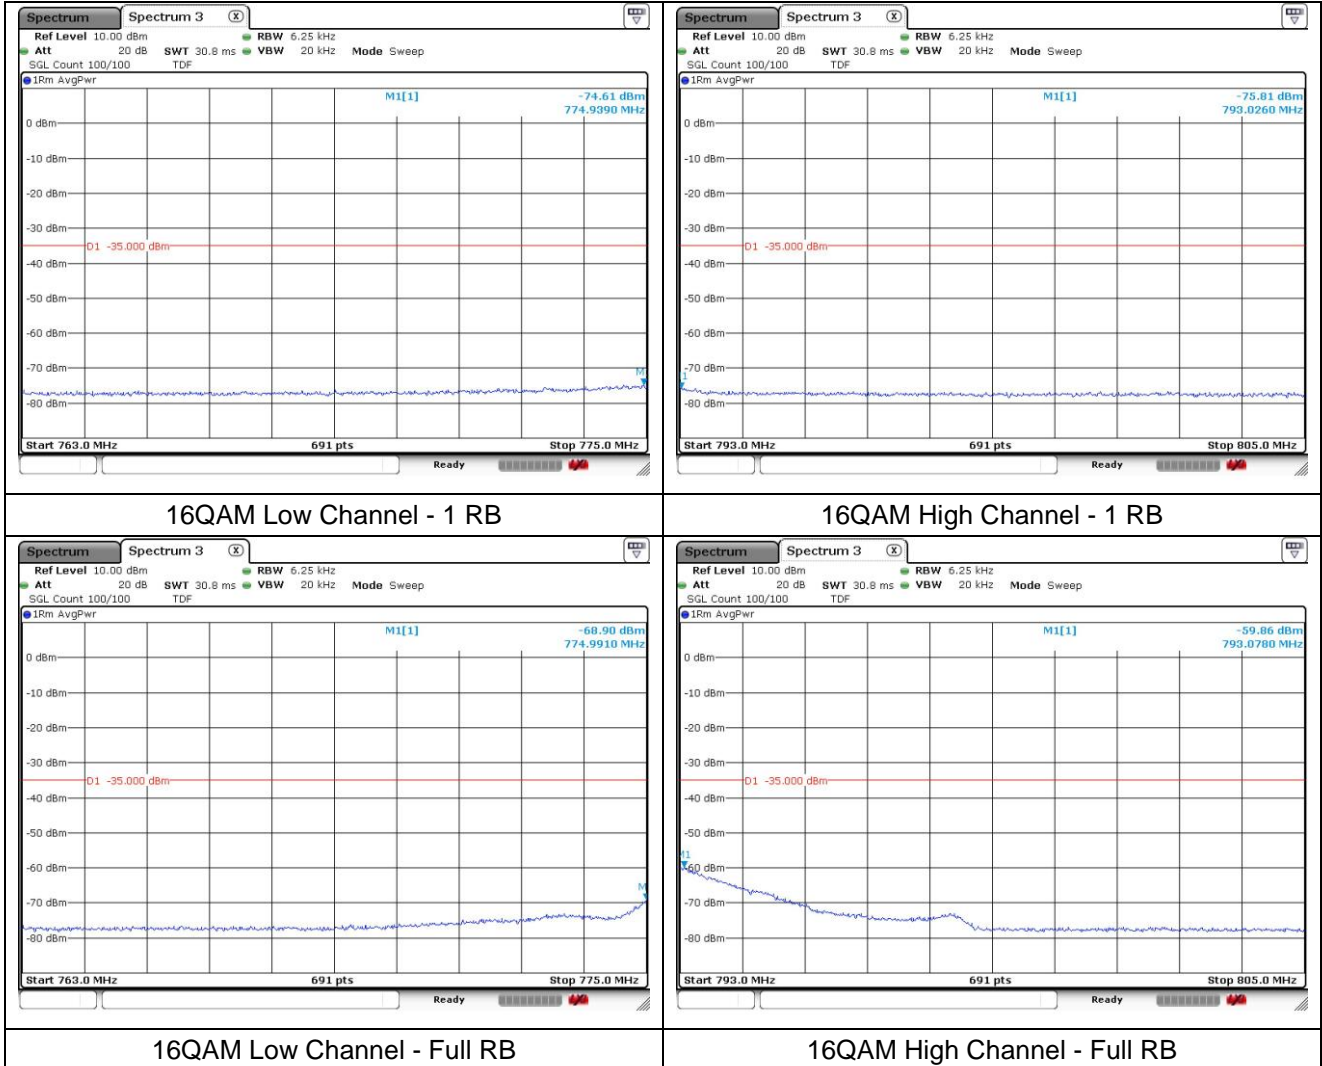 Spectrum Spectrum 3 X
Ref Level 10.00 dBm RBW 6.25 kHz
Att 20 dB SWT 30.8 ms VBW 20 kHz Mode Sweep
SGL Count 100/100 TDF
1Rm AvgPwr
M1[1] -74.61 dBm
774.9390 MHz
0 dBm
-10 dBm
-20 dBm
-30 dBm
D1 -35.000 dBm
-40 dBm
-50 dBm
-60 dBm
-70 dBm
M
-80 dBm
Start 763.0 MHz 691 pts Stop 775.0 MHz
Ready
16QAM Low Channel - 1 RB
Spectrum Spectrum 3 X
Ref Level 10.00 dBm RBW 6.25 kHz
Att 20 dB SWT 30.8 ms VBW 20 kHz Mode Sweep
SGL Count 100/100 TDF
1Rm AvgPwr
M1[1] -75.81 dBm
793.0260 MHz
0 dBm
-10 dBm
-20 dBm
-30 dBm
D1 -35.000 dBm
-40 dBm
-50 dBm
-60 dBm
-70 dBm
1
-80 dBm
Start 793.0 MHz 691 pts Stop 805.0 MHz
Ready
16QAM High Channel - 1 RB
Spectrum Spectrum 3 X
Ref Level 10.00 dBm RBW 6.25 kHz
Att 20 dB SWT 30.8 ms VBW 20 kHz Mode Sweep
SGL Count 100/100 TDF
1Rm AvgPwr
M1[1] -68.90 dBm
774.9910 MHz
0 dBm
-10 dBm
-20 dBm
-30 dBm
D1 -35.000 dBm
-40 dBm
-50 dBm
-60 dBm
M
-70 dBm
-80 dBm
Start 763.0 MHz 691 pts Stop 775.0 MHz
Ready
16QAM Low Channel - Full RB
Spectrum Spectrum 3 X
Ref Level 10.00 dBm RBW 6.25 kHz
Att 20 dB SWT 30.8 ms VBW 20 kHz Mode Sweep
SGL Count 100/100 TDF
1Rm AvgPwr
M1[1] -59.86 dBm
793.0780 MHz
0 dBm
-10 dBm
-20 dBm
-30 dBm
D1 -35.000 dBm
-40 dBm
-50 dBm
M1
-60 dBm
-70 dBm
-80 dBm
Start 793.0 MHz 691 pts Stop 805.0 MHz
Ready
16QAM High Channel - Full RB